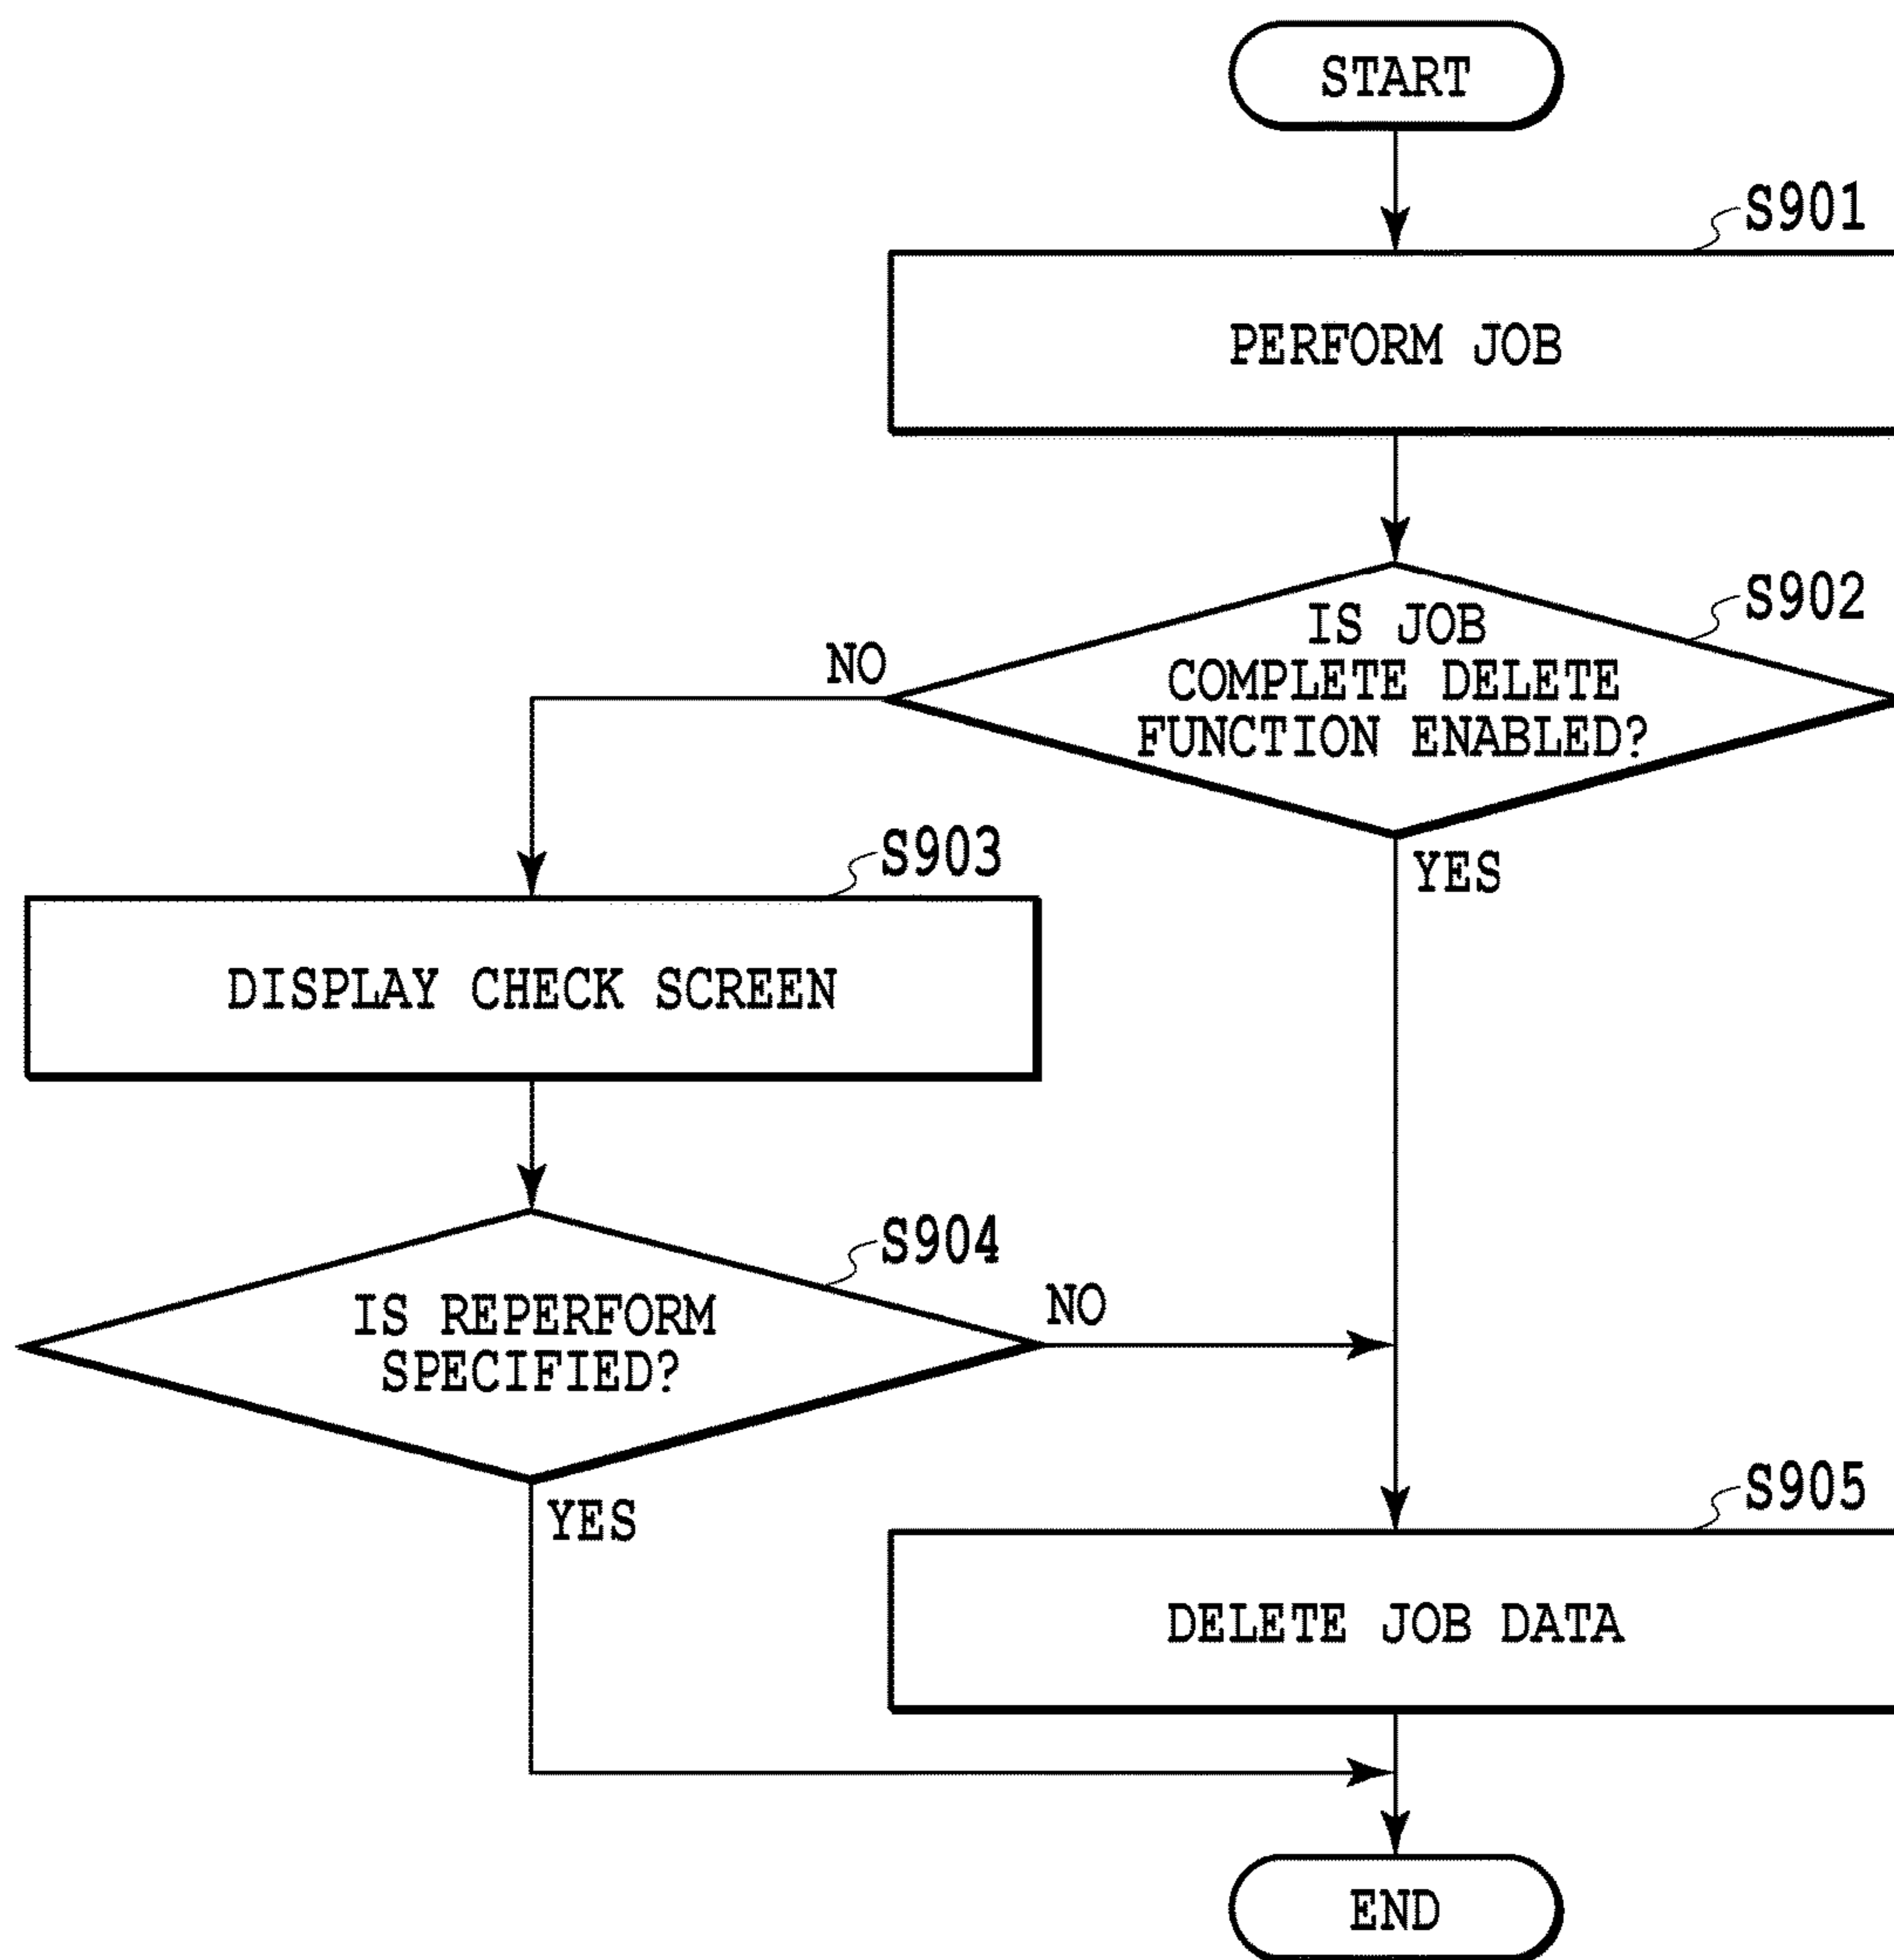 START
S901
PERFORM JOB
S902
IS JOB
COMPLETE DELETE
FUNCTION ENABLED?
NO
YES
S903
DISPLAY CHECK SCREEN
S904
IS REPERFORM
SPECIFIED?
NO
YES
S905
DELETE JOB DATA
END